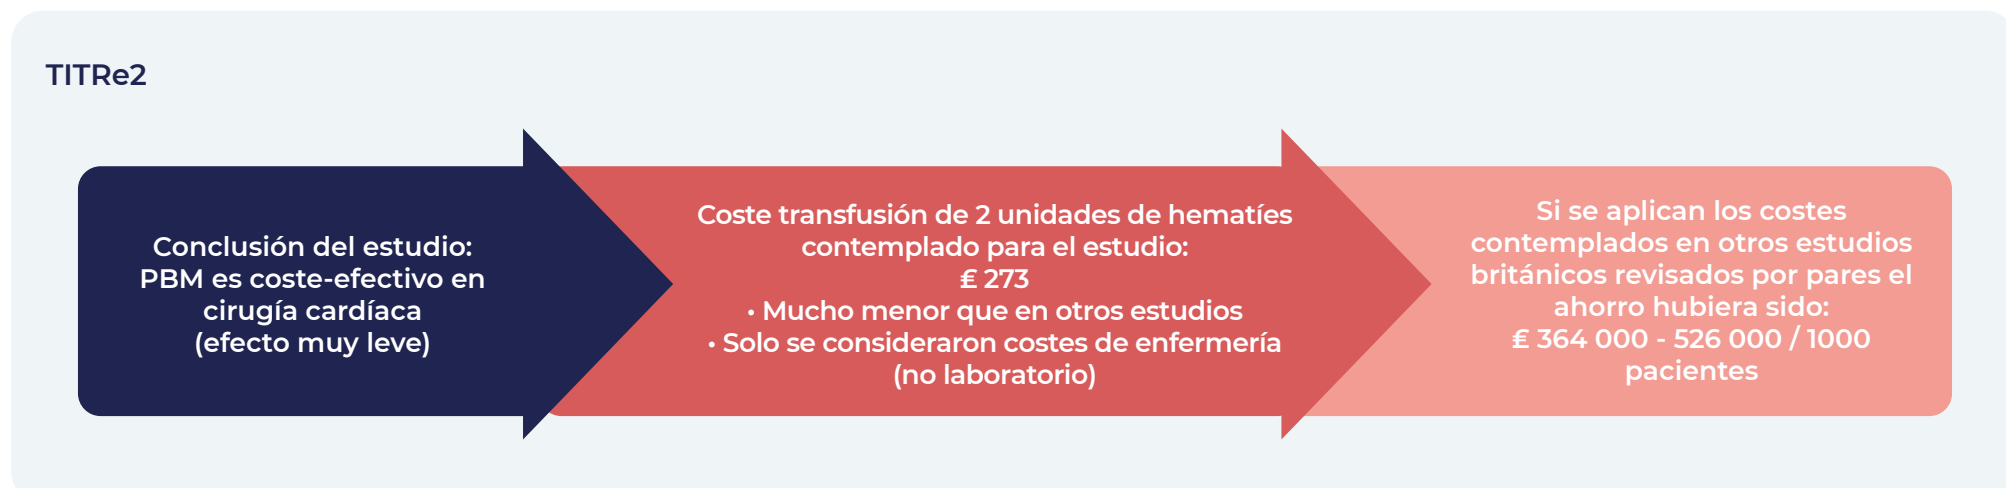 TITRe2
Conclusión del estudio:
PBM es coste-efectivo en
cirugía cardíaca
(efecto muy leve)
Coste transfusión de 2 unidades de hematíes
contemplado para el estudio:
₤ 273
• Mucho menor que en otros estudios
• Solo se consideraron costes de enfermería
(no laboratorio)
Si se aplican los costes
contemplados en otros estudios
británicos revisados por pares el
ahorro hubiera sido:
₤ 364 000 - 526 000 / 1000
pacientes